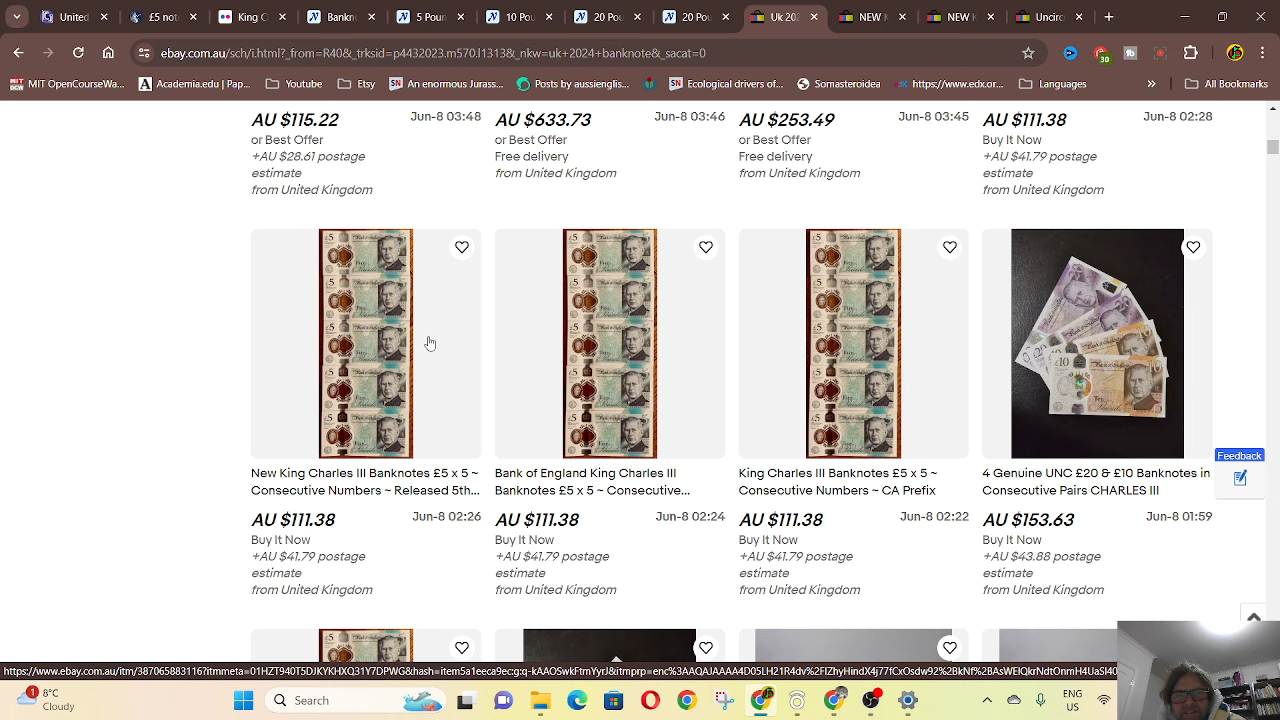 United
£5 note
King C
Bankn
5 Poun
10 Pou
20 Pou
20 Pou
Uk 202
NEW K
NEW K
Uncirc
ebay.com.au/sch/i.html?_from=R40&_trksid=p4432023.m570.l1313&_nkw=uk+2024+banknote&_sacat=0
30
MIT OpenCourseWa...
Academia.edu | Pap...
Youtube
Etsy
An enormous Jurass...
Posts by aussienglis...
Ecological drivers of...
Somasteroidea
https://www.edx.or...
Languages
All Bookmarks
AU $115.22 Jun-8 03:48
or Best Offer
+AU $28.61 postage
estimate
from United Kingdom
AU $633.73 Jun-8 03:46
or Best Offer
Free delivery
from United Kingdom
AU $253.49 Jun-8 03:45
or Best Offer
Free delivery
from United Kingdom
AU $111.38 Jun-8 02:28
Buy It Now
+AU $41.79 postage
estimate
from United Kingdom
New King Charles III Banknotes £5 x 5 ~
Consecutive Numbers ~ Released 5th...
AU $111.38 Jun-8 02:26
Buy It Now
+AU $41.79 postage
estimate
from United Kingdom
Bank of England King Charles III
Banknotes £5 x 5 ~ Consecutive...
AU $111.38 Jun-8 02:24
Buy It Now
+AU $41.79 postage
estimate
from United Kingdom
King Charles III Banknotes £5 x 5 ~
Consecutive Numbers ~ CA Prefix
AU $111.38 Jun-8 02:22
Buy It Now
+AU $41.79 postage
estimate
from United Kingdom
4 Genuine UNC £20 & £10 Banknotes in
Consecutive Pairs CHARLES III
AU $153.63 Jun-8 01:59
Buy It Now
+AU $43.88 postage
estimate
from United Kingdom
Feedback
8°C
Cloudy
Search
ENG
US